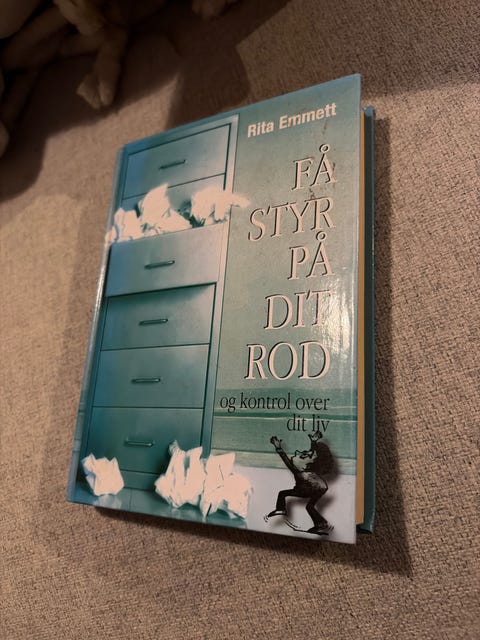 Rita Emmett
FÅ
STYR
PÅ
DIT
ROD
og kontrol over
dit liv